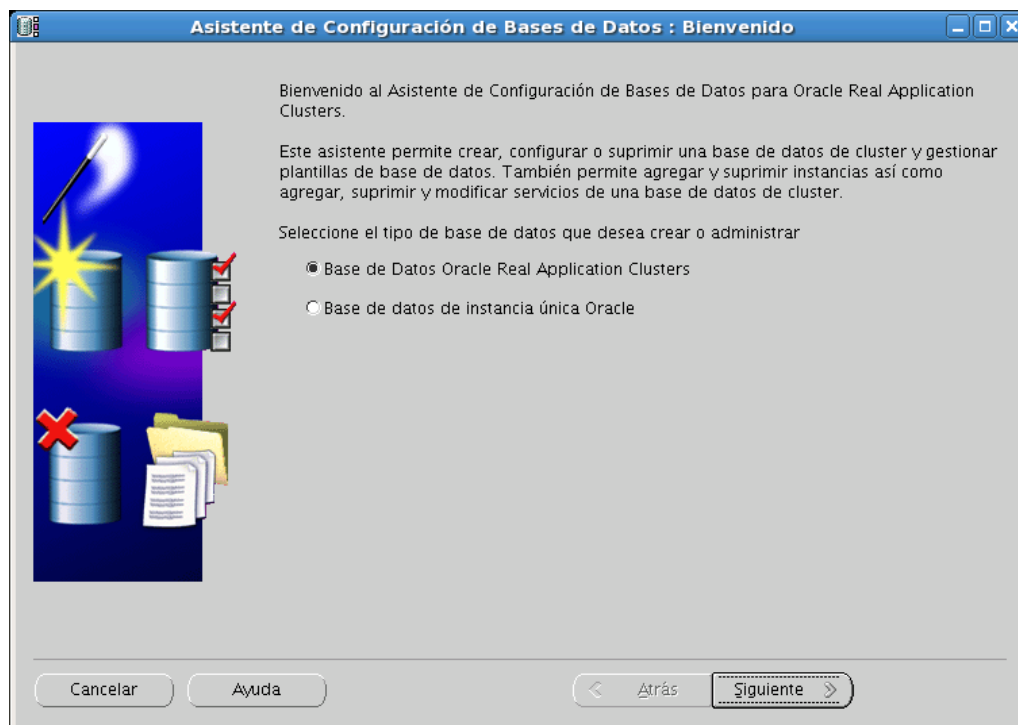 Asistente de Configuración de Bases de Datos : Bienvenido
Bienvenido al Asistente de Configuración de Bases de Datos para Oracle Real Application
Clusters.
Este asistente permite crear, configurar o suprimir una base de datos de cluster y gestionar
plantillas de base de datos. También permite agregar y suprimir instancias así como
agregar, suprimir y modificar servicios de una base de datos de cluster.
Seleccione el tipo de base de datos que desea crear o administrar
Base de Datos Oracle Real Application Clusters
Base de datos de instancia única Oracle
Cancelar
Ayuda
Atrás
Siguiente